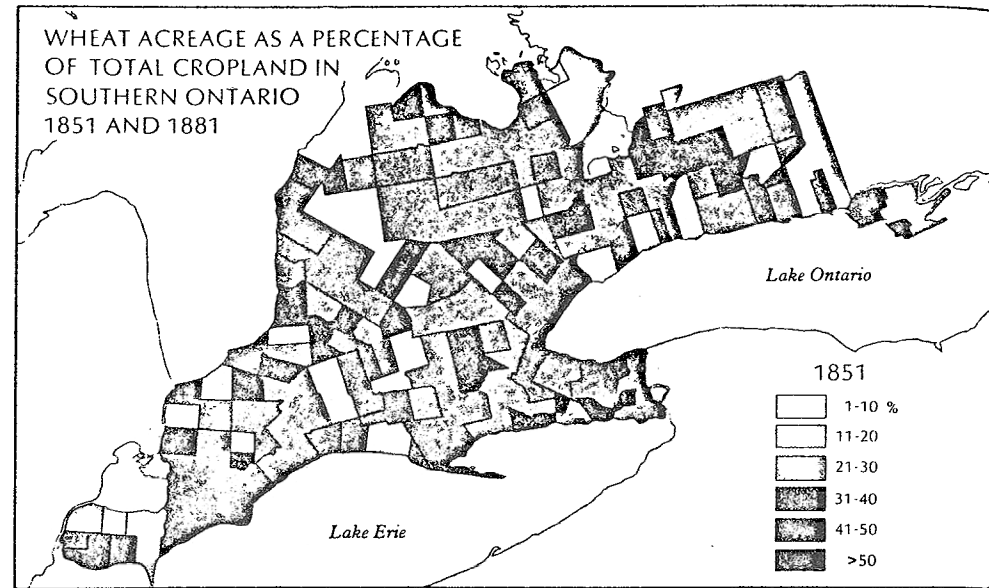 WHEAT ACREAGE AS A PERCENTAGE
OF TOTAL CROPLAND IN
SOUTHERN ONTARIO
1851 AND 1881
Lake Ontario
Lake Erie
1851
1-10 %
11-20
21-30
31-40
41-50
>50